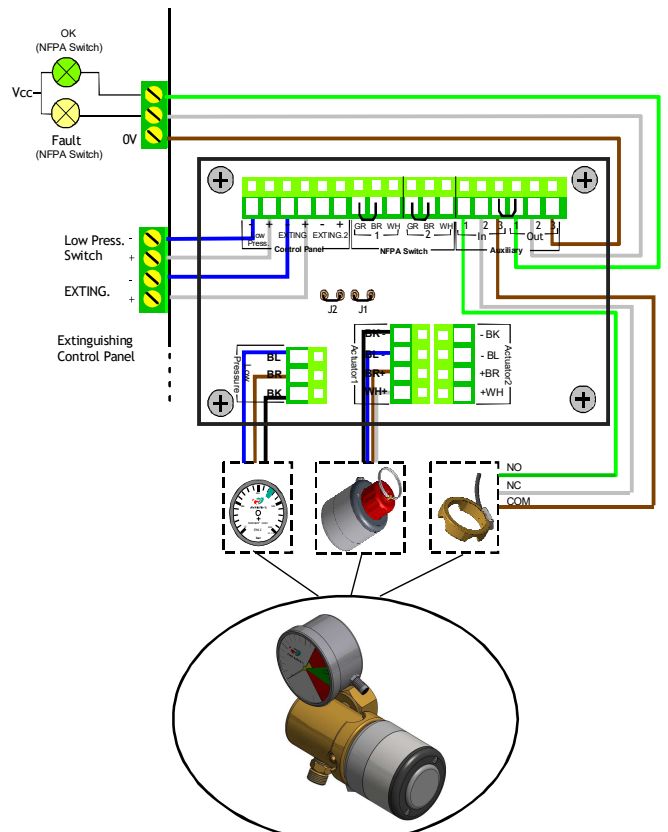 OK
(NFPA Switch)
Vcc
Fault
(NFPA Switch)
0V
Low Press.
Switch
-
+
EXTING.
-
+
Extinguishing
Control Panel
- + - + - + - +
Low
Press.
EXTING
EXTING.2
Control Panel
GR BR WH
1
GR BR WH
2
NFPA Switch
1 2 3
In
1 2 3
Out
Auxiliary
J2
J1
Low
Pressure
BL
BR
BK
Actuator1
BK -
BL -
BR+
WH+
- BK
- BL
+BR
+WH
Actuator2
NO
NC
COM